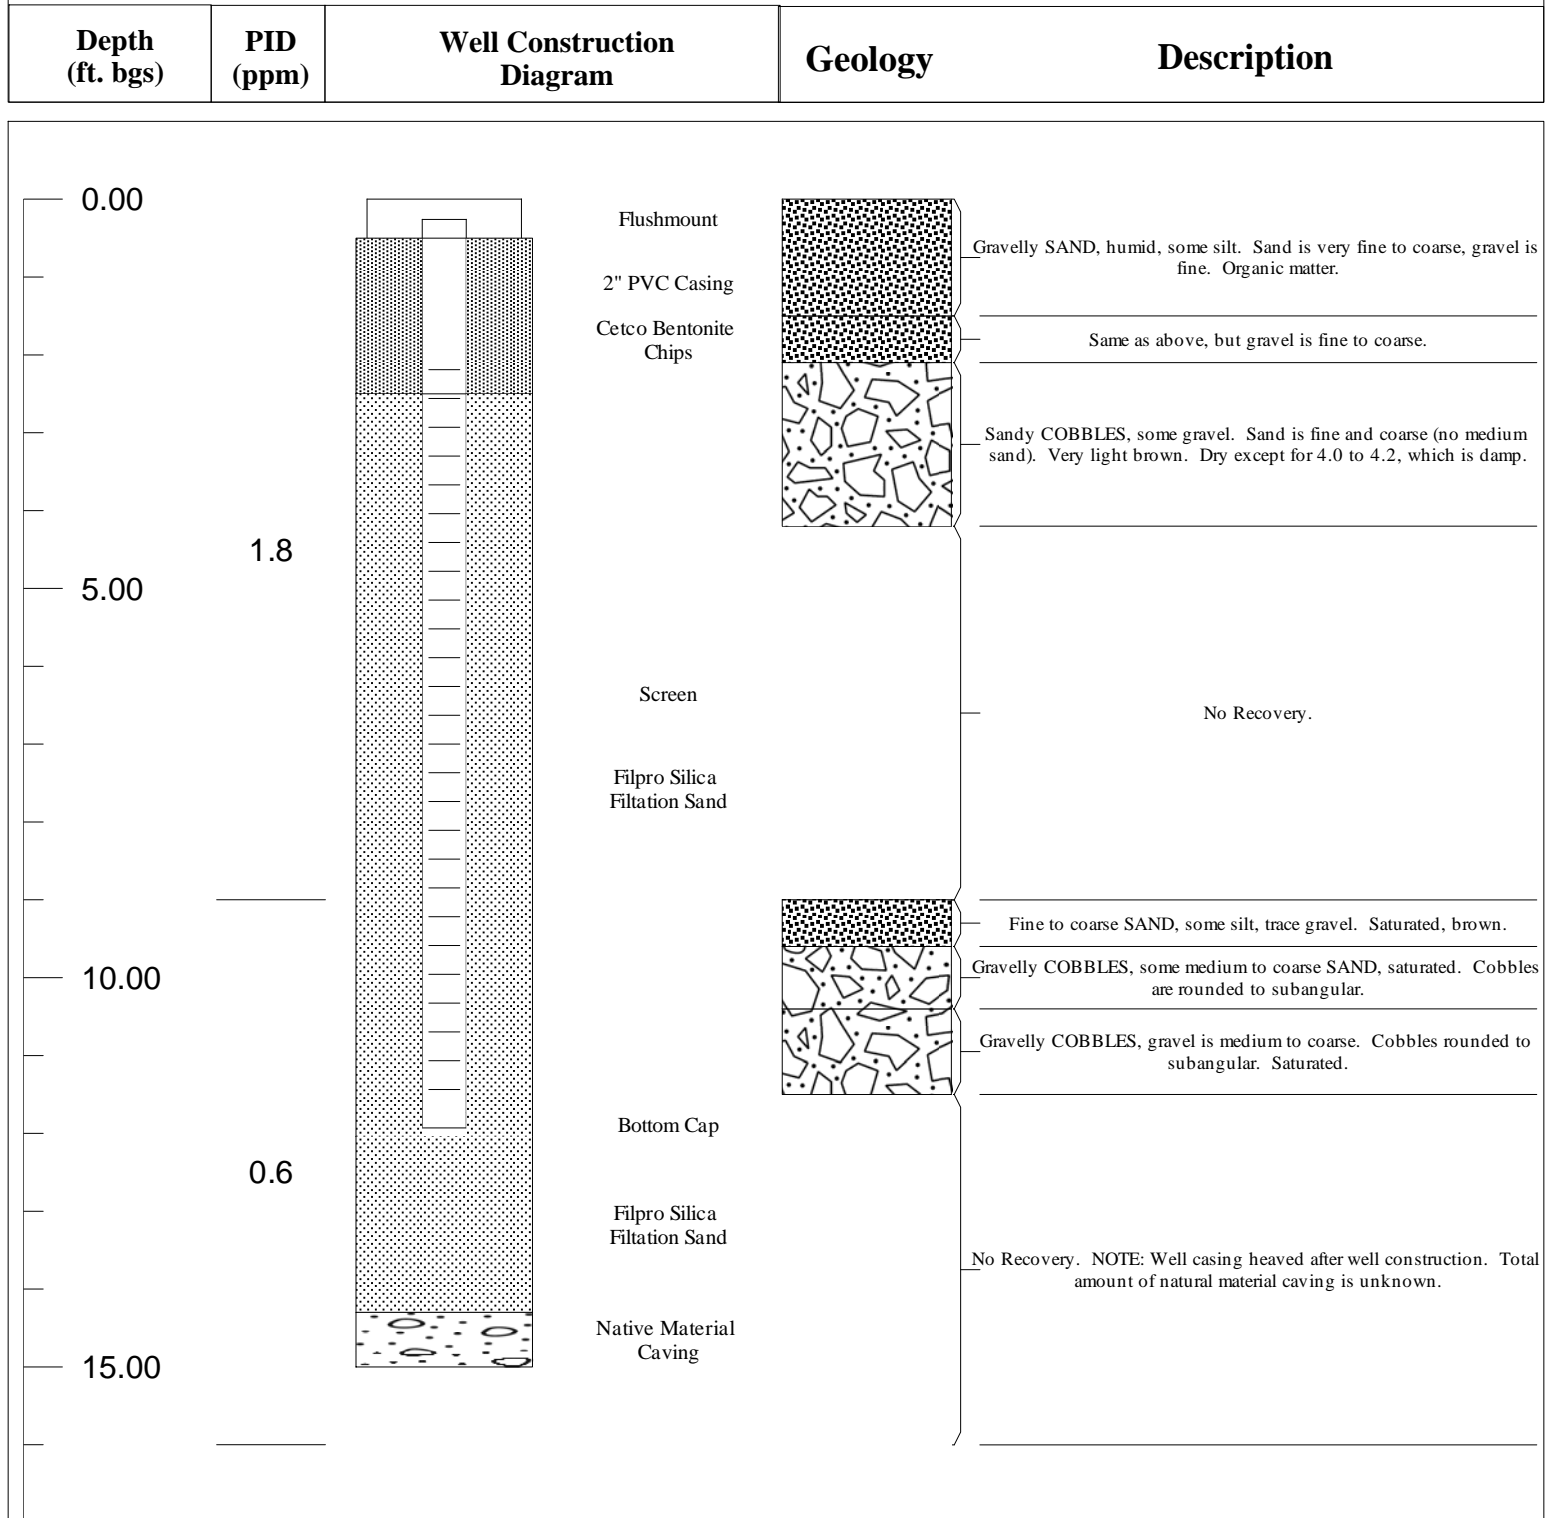 Depth
(ft. bgs)
PID
(ppm)
Well Construction
Diagram
Geology
Description
0.00
Flushmount
Gravelly SAND, humid, some silt. Sand is very fine to coarse, gravel is
fine. Organic matter.
2" PVC Casing
Cetco Bentonite
Chips
Same as above, but gravel is fine to coarse.
Sandy COBBLES, some gravel. Sand is fine and coarse (no medium
sand). Very light brown. Dry except for 4.0 to 4.2, which is damp.
1.8
5.00
Screen
No Recovery.
Filpro Silica
Filtation Sand
Fine to coarse SAND, some silt, trace gravel. Saturated, brown.
10.00
Gravelly COBBLES, some medium to coarse SAND, saturated. Cobbles
are rounded to subangular.
Gravelly COBBLES, gravel is medium to coarse. Cobbles rounded to
subangular. Saturated.
Bottom Cap
0.6
Filpro Silica
Filtation Sand
No Recovery. NOTE: Well casing heaved after well construction. Total
amount of natural material caving is unknown.
Native Material
Caving
15.00